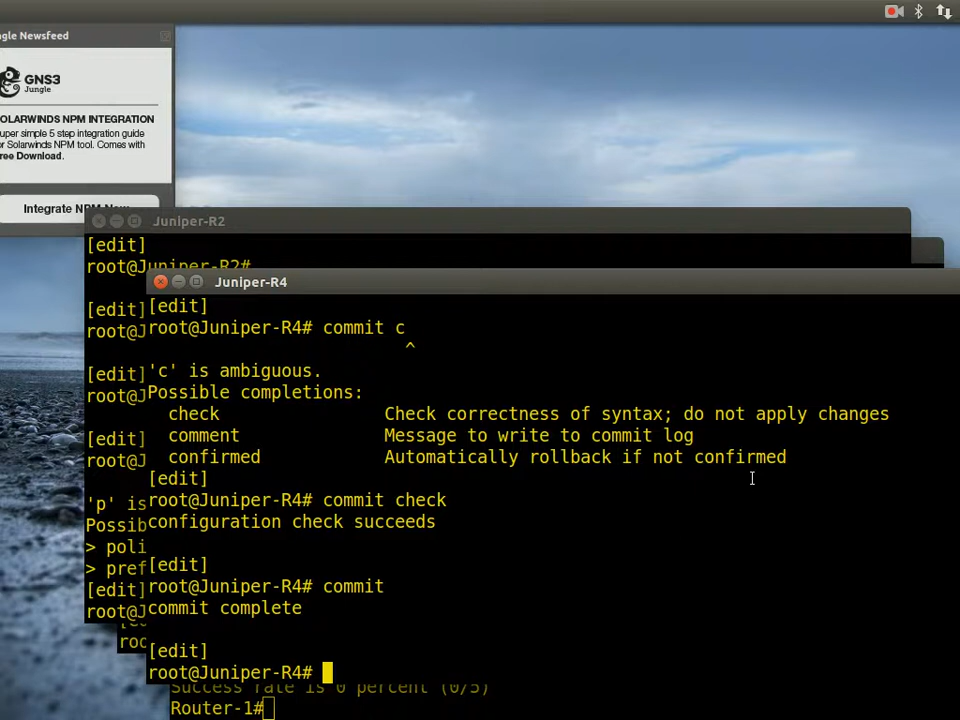 gle Newsfeed
GNS3
Jungle
OLARWINDS NPM INTEGRATION
uper simple 5 step integration guide
r Solarwinds NPM tool. Comes with
ree Download.
Integrate NPM Now
Juniper-R2
[edit]
root@Juniper-R2#
[edit]
root@J
[edit]
root@J
[edit]
root@J
'p' is
Possib
> poli
> pref
[edit]
root@J
Juniper-R4
[edit]
root@Juniper-R4# commit c
^
'c' is ambiguous.
Possible completions:
check Check correctness of syntax; do not apply changes
comment Message to write to commit log
confirmed Automatically rollback if not confirmed
[edit]
root@Juniper-R4# commit check
configuration check succeeds
[edit]
root@Juniper-R4# commit
commit complete
[edit]
root@Juniper-R4#
roo
Success rate is 0 percent (0/5)
Router-1#